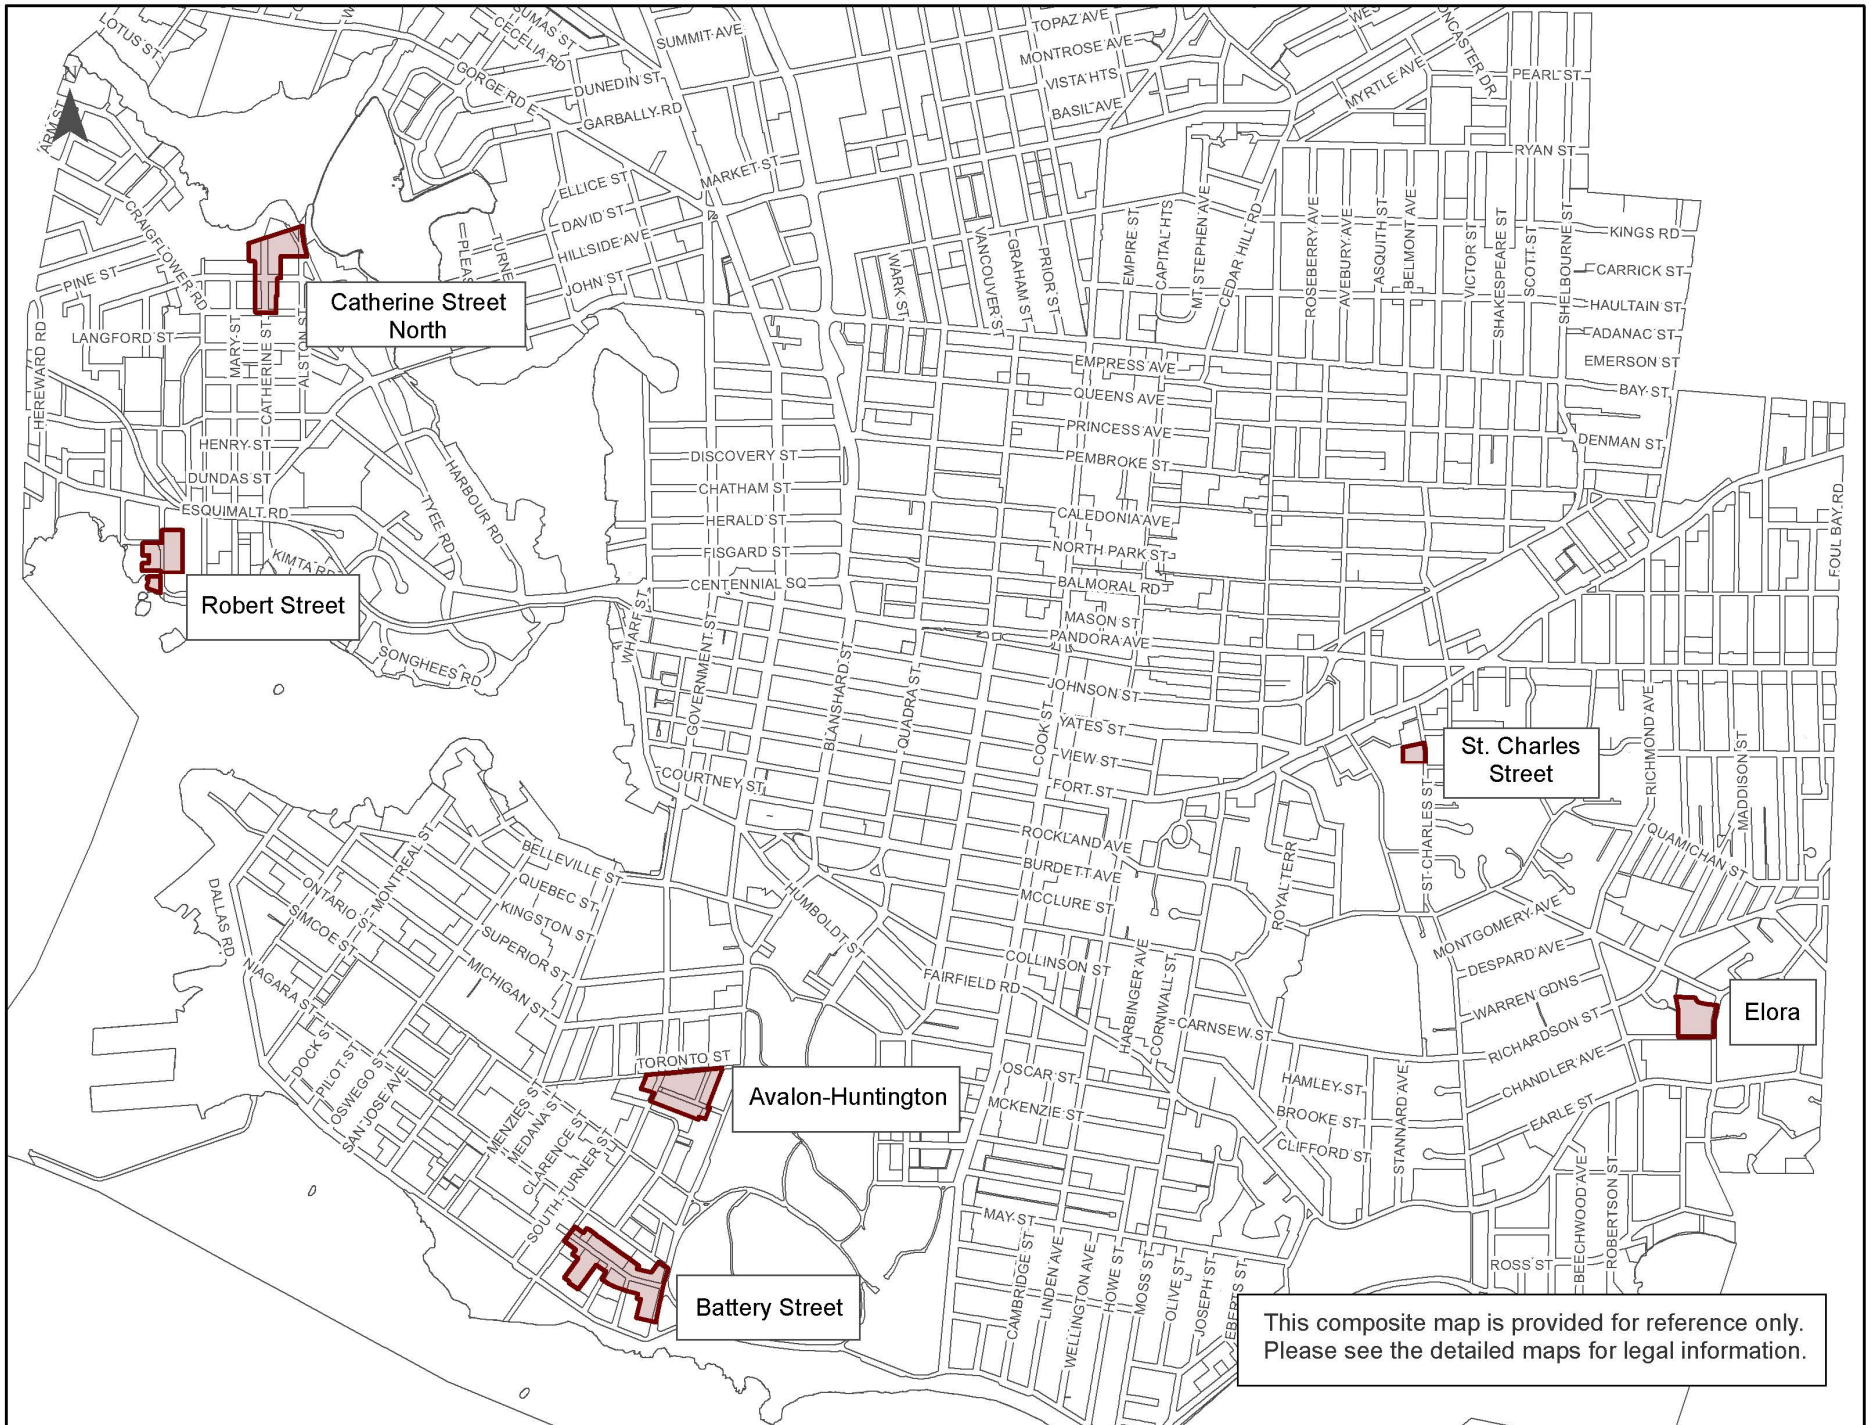 LOTUS ST
SUMAS ST
CECELIA RD
SUMMIT AVE
TOPAZ AVE
MONTROSE AVE
VISTA HTS
BASIL AVE
MYRTLE AVE
PEARL ST
RYAN ST
N
ARM ST
GORGE RD E
DUNEDIN ST
GARBALLY RD
MARKET ST
ELLICE ST
DAVID ST
HILLSIDE AVE
JOHN ST
CRAIGFLOWER RD
PINE ST
LANGFORD ST
HEREWARD RD
MARY ST
CATHERINE ST
ALSTON ST
Catherine Street
North
WARK ST
VANCOUVER ST
GRAHAM ST
PRIOR ST
EMPIRE ST
CAPITAL HTS
MT STEPHEN AVE
CEDAR HILL RD
ROSEBERRY AVE
AVEBURY AVE
ASQUITH ST
BELMONT AVE
VICTOR ST
SHAKESPEARE ST
SCOTT ST
SHELBOURNE ST
KINGS RD
CARRICK ST
HAULTAIN ST
ADANAC ST
EMERSON ST
BAY ST
DENMAN ST
FOUL BAY RD
EMPRESS AVE
QUEENS AVE
PRINCESS AVE
PEMBROKE ST
CALEDONIA AVE
NORTH PARK ST
BALMORAL RD
MASON ST
PANDORA AVE
JOHNSON ST
YATES ST
VIEW ST
FORT ST
HENRY ST
DUNDAS ST
ESQUIMALT RD
KIMTA RD
TYEE RD
HARBOUR RD
SONGHEES RD
Robert Street
DISCOVERY ST
CHATHAM ST
HERALD ST
FISGARD ST
CENTENNIAL SQ
WHARF ST
GOVERNMENT ST
BLANSHARD ST
QUADRA ST
COOK ST
COURTNEY ST
St. Charles
Street
ST CHARLES ST
RICHMOND AVE
MADDISON ST
QUAMICHAN ST
ROCKLAND AVE
BURDETT AVE
MCCLURE ST
COLLINSON ST
ROYAL TERR
BELLEVILLE ST
QUEBEC ST
KINGSTON ST
SUPERIOR ST
MICHIGAN ST
MONTREAL ST
ONTARIO ST
SIMCOE ST
NIAGARA ST
DALLAS RD
HUMBOLDT ST
FAIRFIELD RD
HARBINGER AVE
CORNWALL ST
CARNSEW ST
MONTGOMERY AVE
DESPARD AVE
WARREN GDNS
RICHARDSON ST
CHANDLER AVE
EARLE ST
Elora
DOCK ST
PILOT ST
OSWEGO ST
SAN JOSE AVE
MENZIES ST
MEDANA ST
CLARENCE ST
SOUTH TURNER ST
TORONTO ST
Avalon-Huntington
OSCAR ST
MCKENZIE ST
HAMLEY ST
BROOKE ST
CLIFFORD ST
STANNARD AVE
BEECHWOOD AVE
ROBERTSON ST
ROSS ST
MAY ST
CAMBRIDGE ST
LINDEN AVE
WELLINGTON AVE
HOWE ST
MOSS ST
OLIVE ST
JOSEPH ST
EBERTS ST
Battery Street
This composite map is provided for reference only.
Please see the detailed maps for legal information.